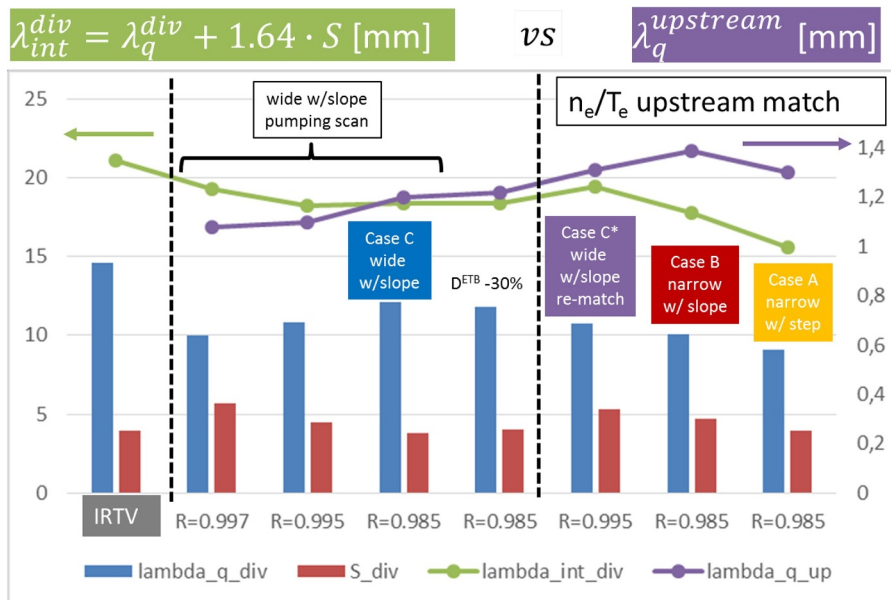 λ_int^div = λ_q^div + 1.64 · S [mm]
vs
λ_q^upstream [mm]
25
20
15
10
5
0
wide w/slope
pumping scan
n_e/T_e upstream match
1,4
1,2
1
0,8
0,6
0,4
0,2
0
Case C
wide
w/slope
D^ETB -30%
Case C*
wide
w/slope
re-match
Case B
narrow
w/ slope
Case A
narrow
w/ step
IRTV
R=0.997
R=0.995
R=0.985
R=0.985
R=0.995
R=0.985
R=0.985
lambda_q_div
S_div
lambda_int_div
lambda_q_up